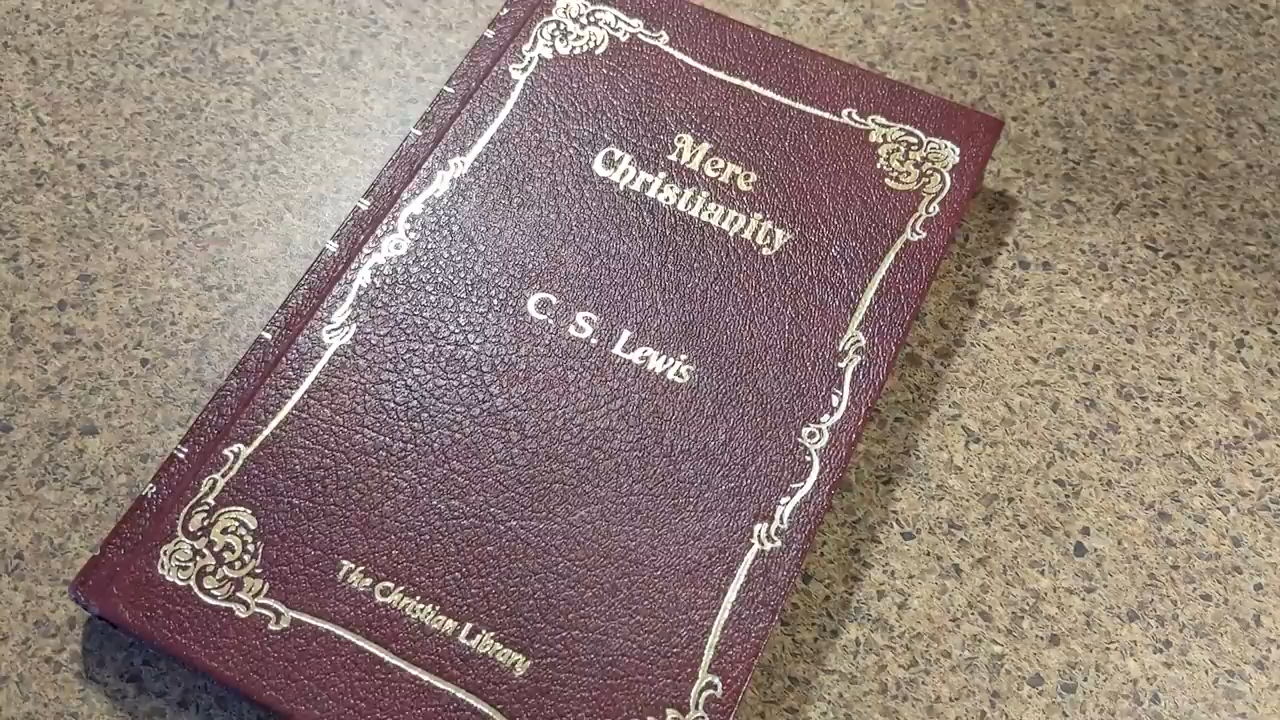 Mere
Christianity
C. S. Lewis
The Christian Library